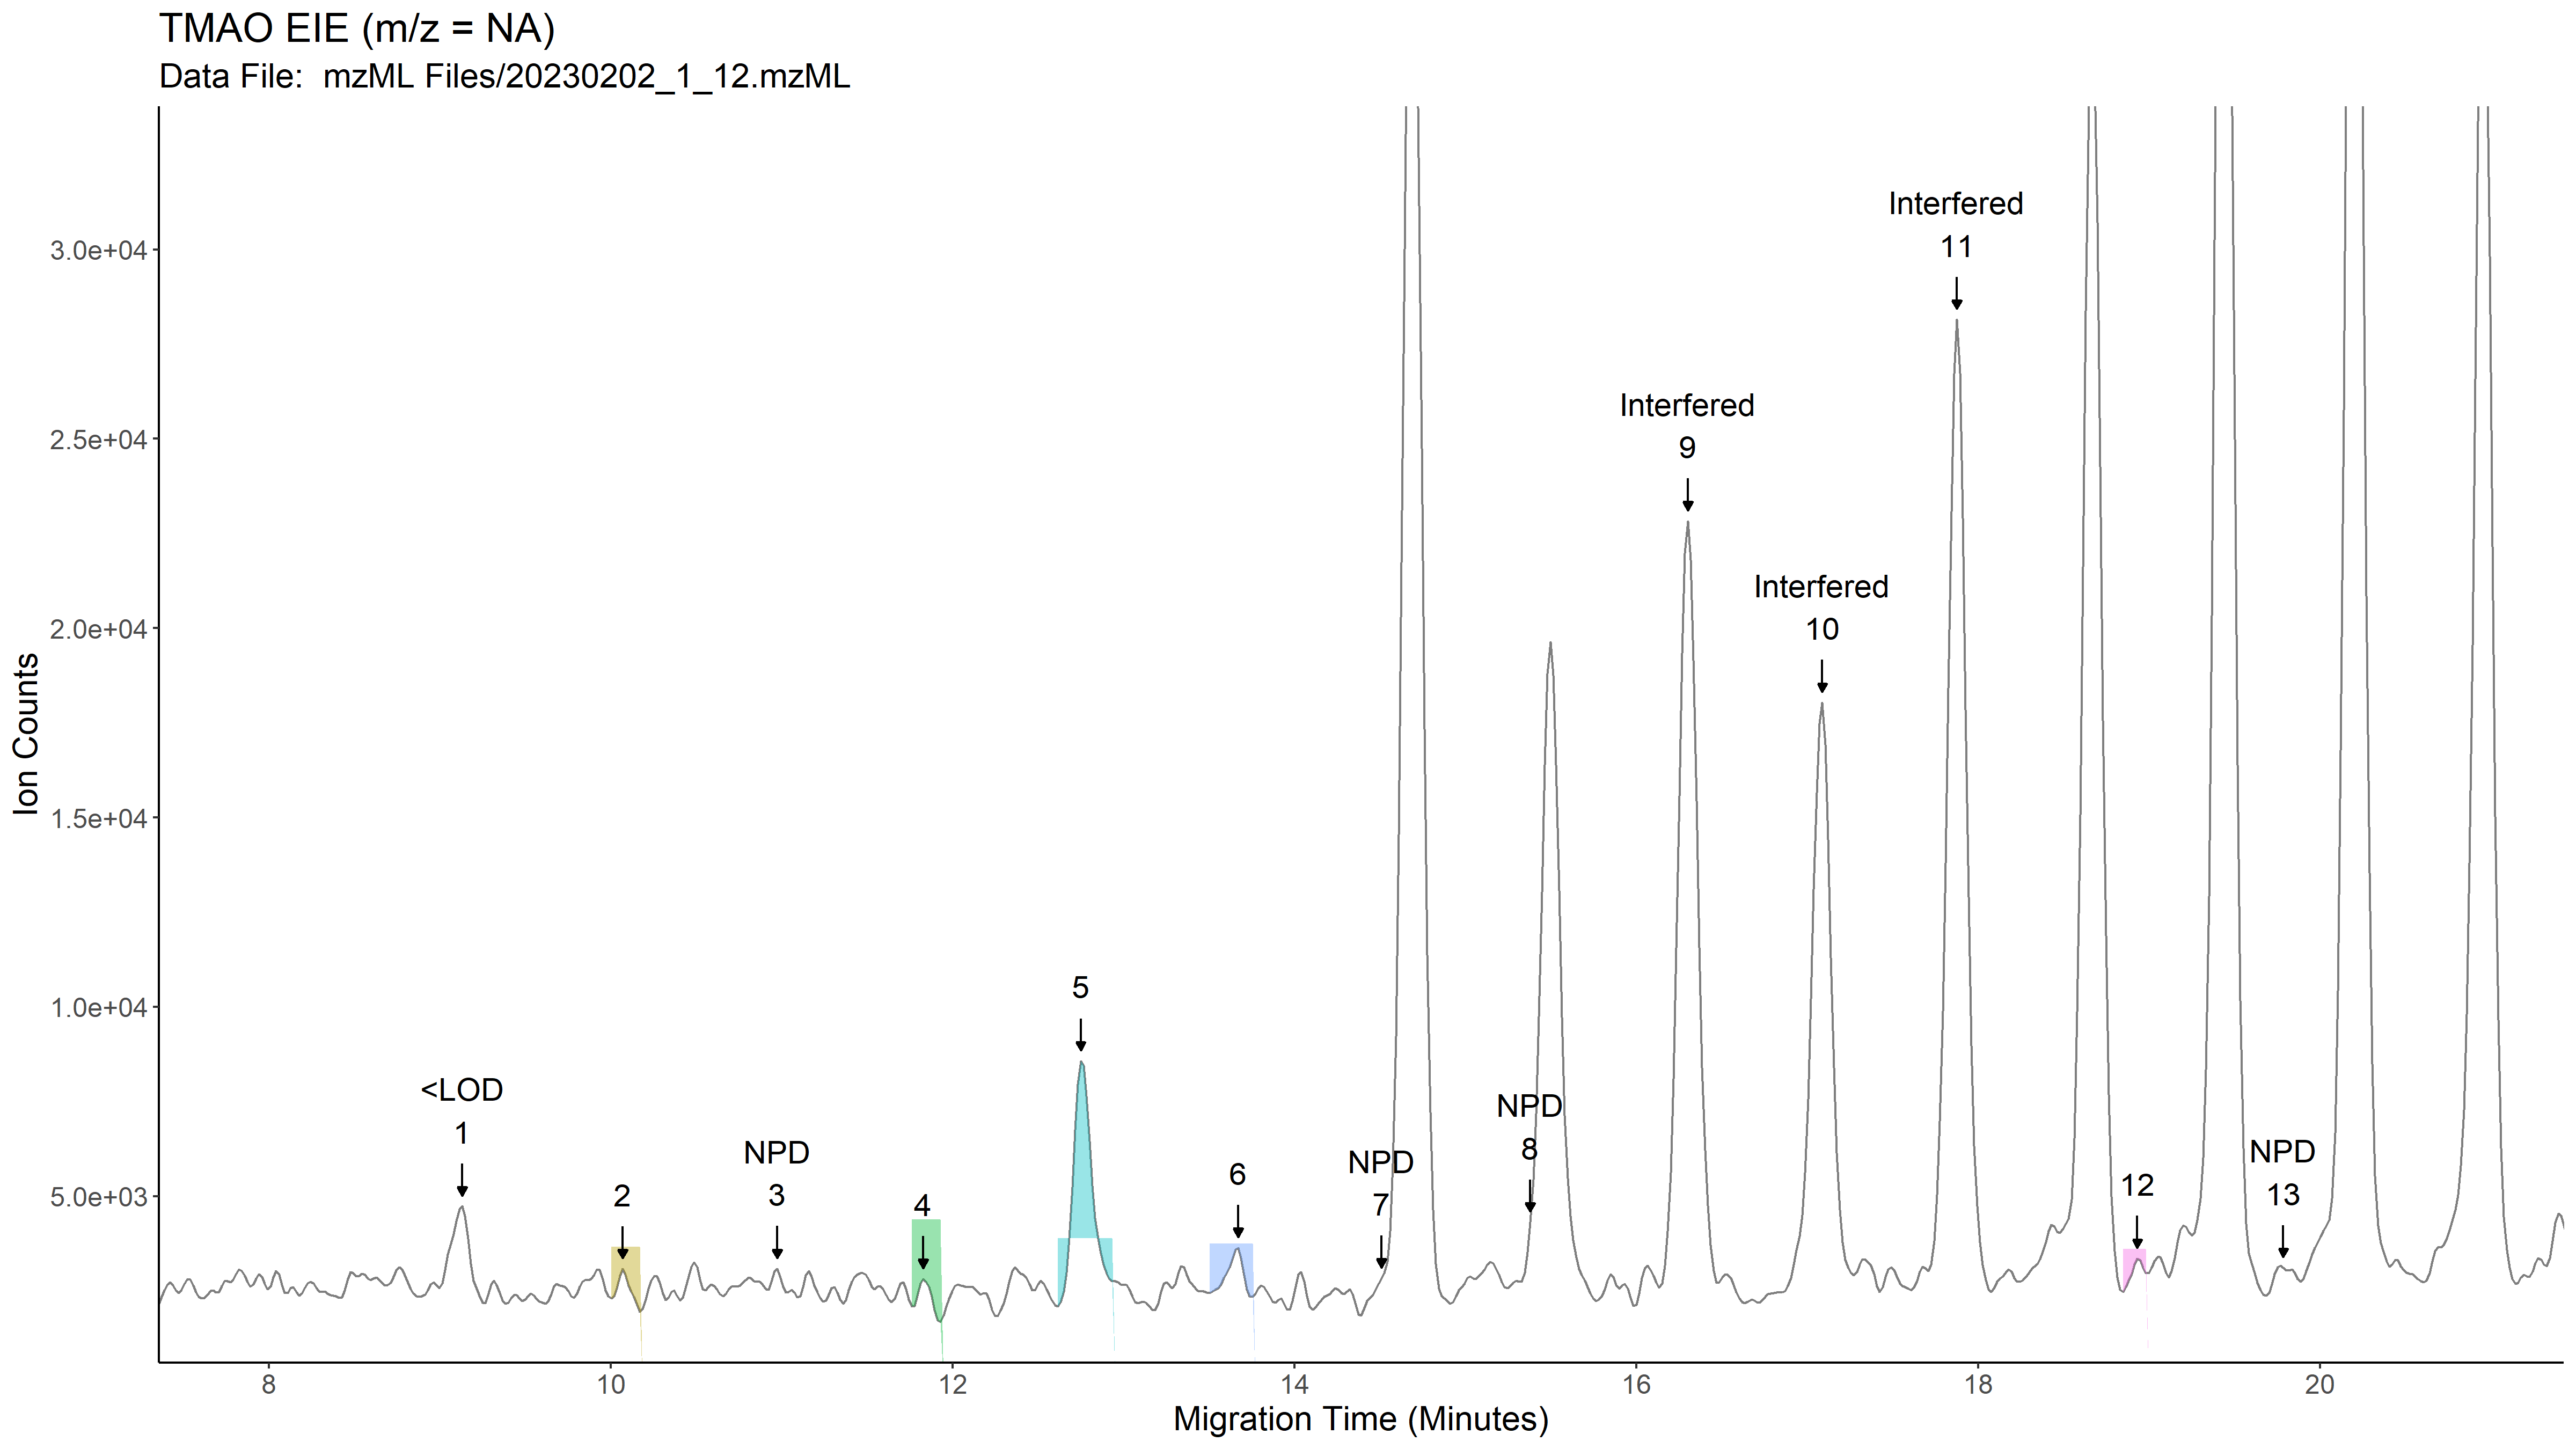 TMAO EIE (m/z = NA)
Data File:  mzML Files/20230202_1_12.mzML
Ion Counts
3.0e+04
2.5e+04
2.0e+04
1.5e+04
1.0e+04
5.0e+03
<LOD
1
2
NPD
3
4
5
6
NPD
7
NPD
8
Interfered
9
Interfered
10
Interfered
11
12
NPD
13
8
10
12
14
16
18
20
Migration Time (Minutes)